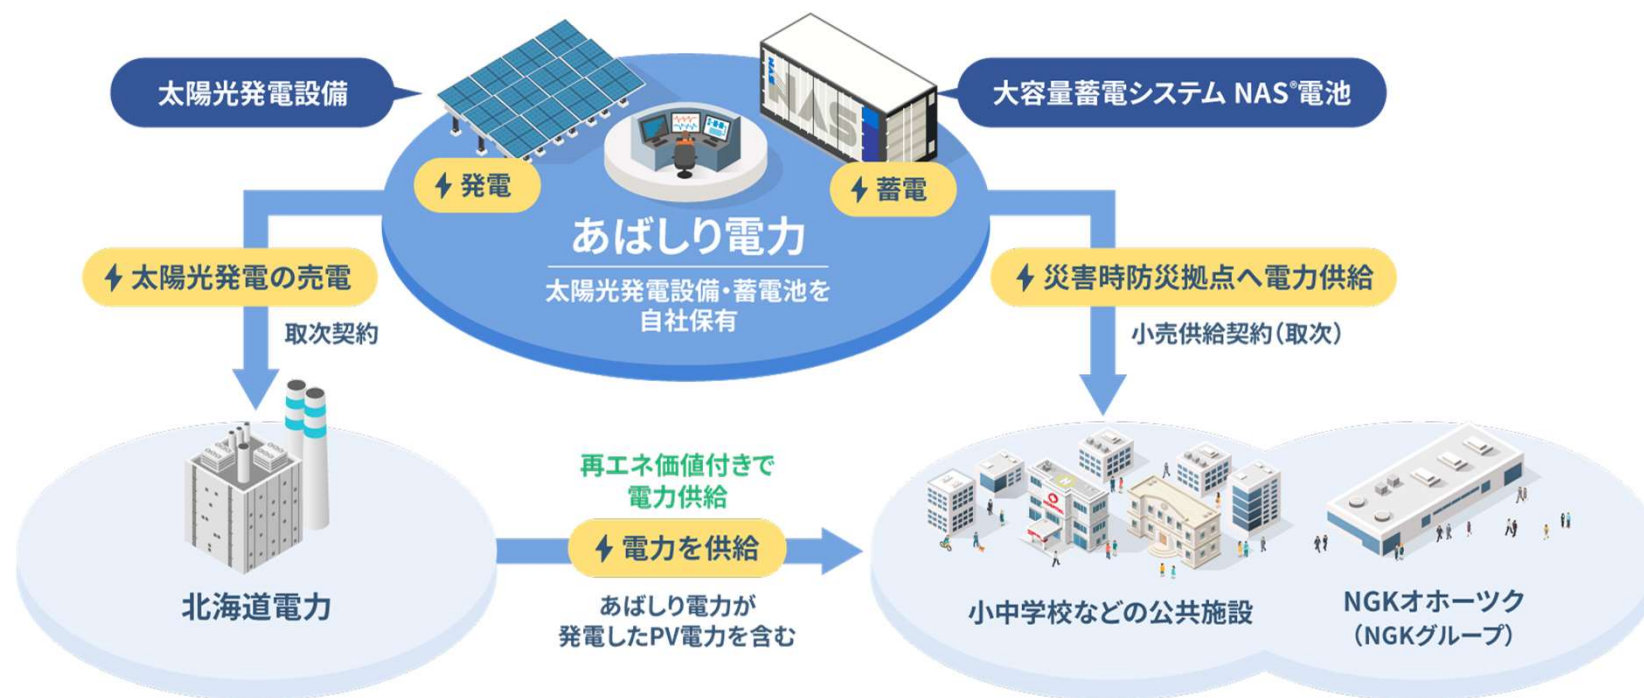 太陽光発電設備
大容量蓄電システム NAS®電池
NAS
NAS
発電
蓄電
あばしり電力
太陽光発電設備・蓄電池を
自社保有
太陽光発電の売電
取次契約
災害時防災拠点へ電力供給
小売供給契約（取次）
再エネ価値付きで
電力供給
電力を供給
あばしり電力が
発電したPV電力を含む
北海道電力
小中学校などの公共施設
NGKオホーツク
（NGKグループ）